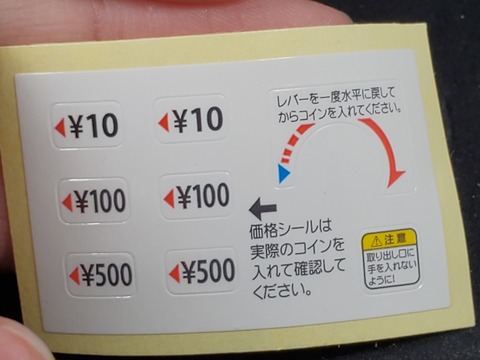 ¥10
¥10
レバーを一度水平に戻して
からコインを入れてください。
¥100
¥100
価格シールは
実際のコインを
入れて確認して
ください。
¥500
¥500
注意
取り出し口に
手を入れない
ように!